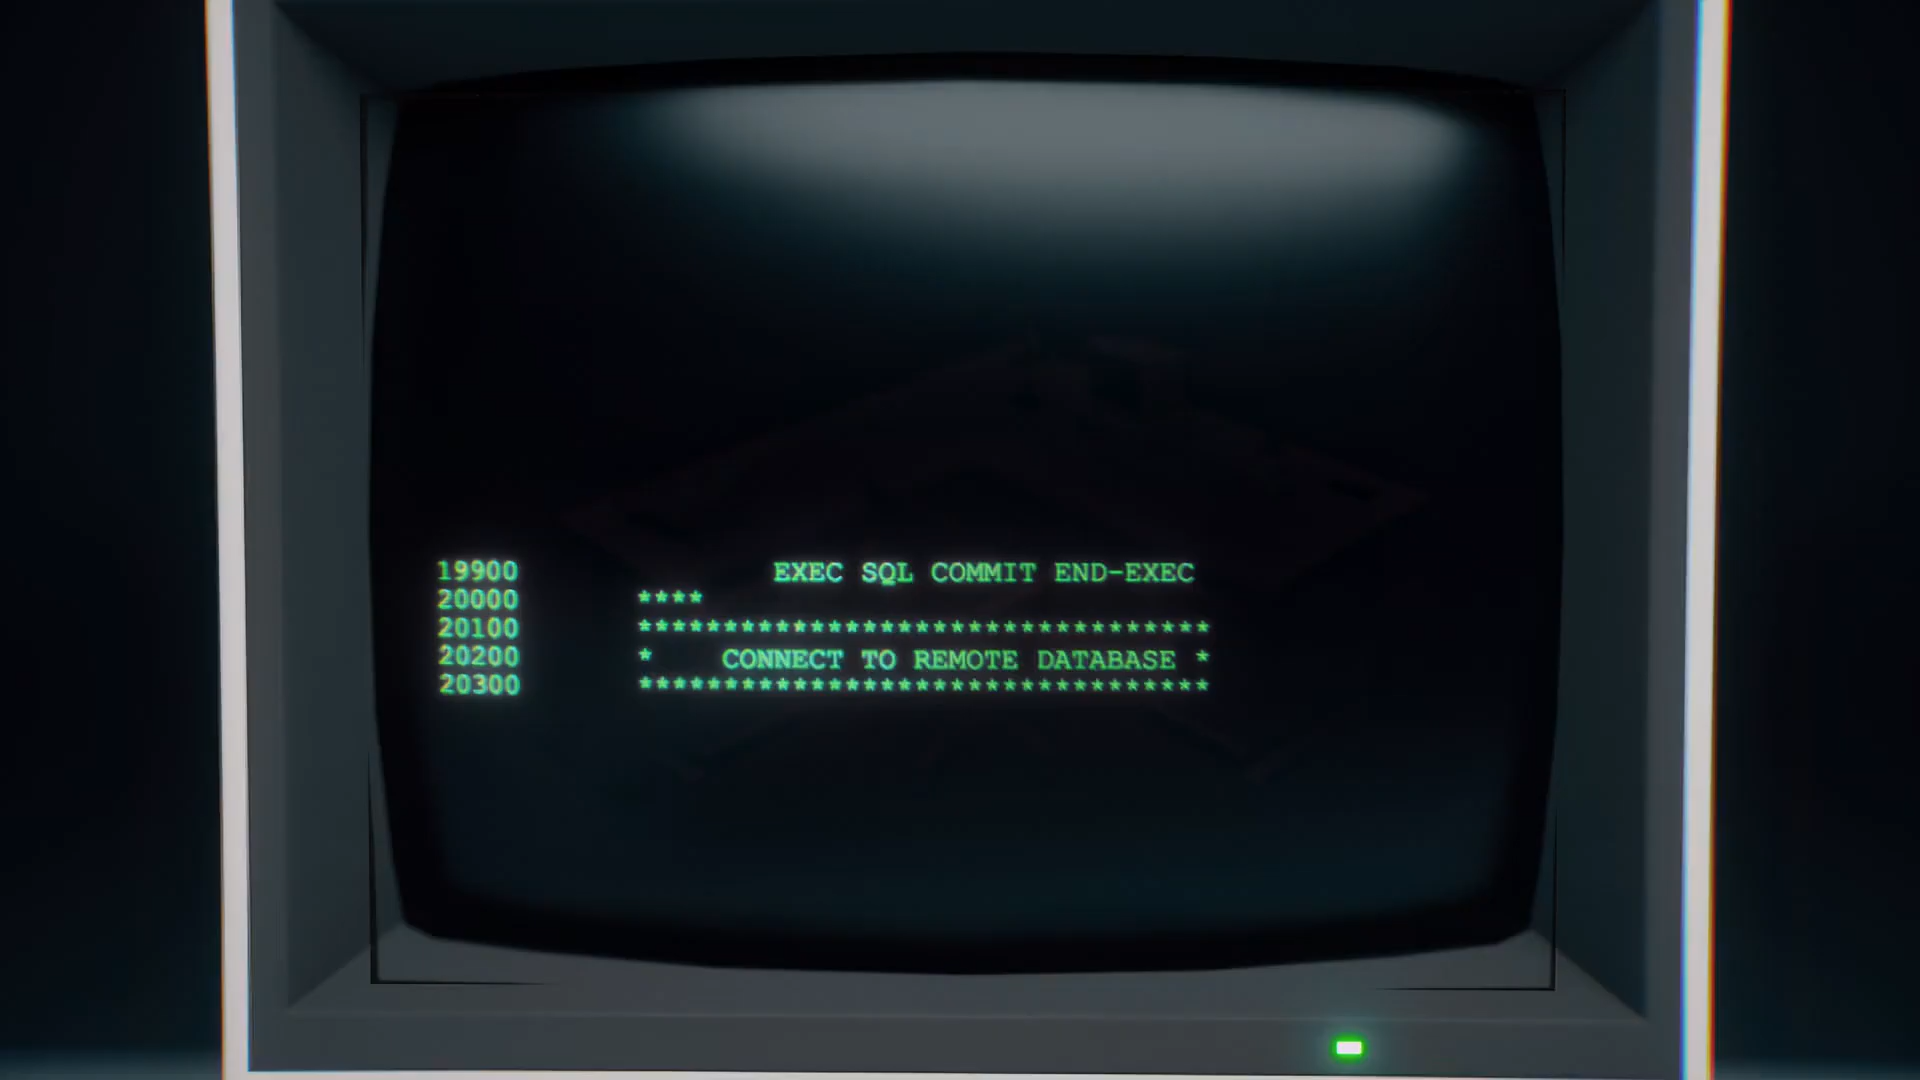 19900 EXEC SQL COMMIT END-EXEC
20000 ****
20100 *********************************
20200 * CONNECT TO REMOTE DATABASE *
20300 *********************************